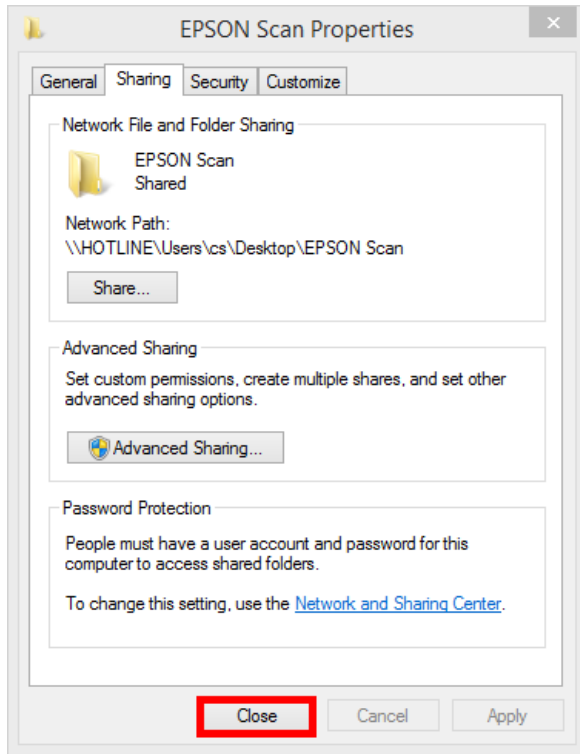 EPSON Scan Properties
General
Sharing
Security
Customize
Network File and Folder Sharing
EPSON Scan
Shared
Network Path:
\\HOTLINE\Users\cs\Desktop\EPSON Scan
Share...
Advanced Sharing
Set custom permissions, create multiple shares, and set other
advanced sharing options.
Advanced Sharing...
Password Protection
People must have a user account and password for this
computer to access shared folders.
To change this setting, use the Network and Sharing Center.
Close
Cancel
Apply